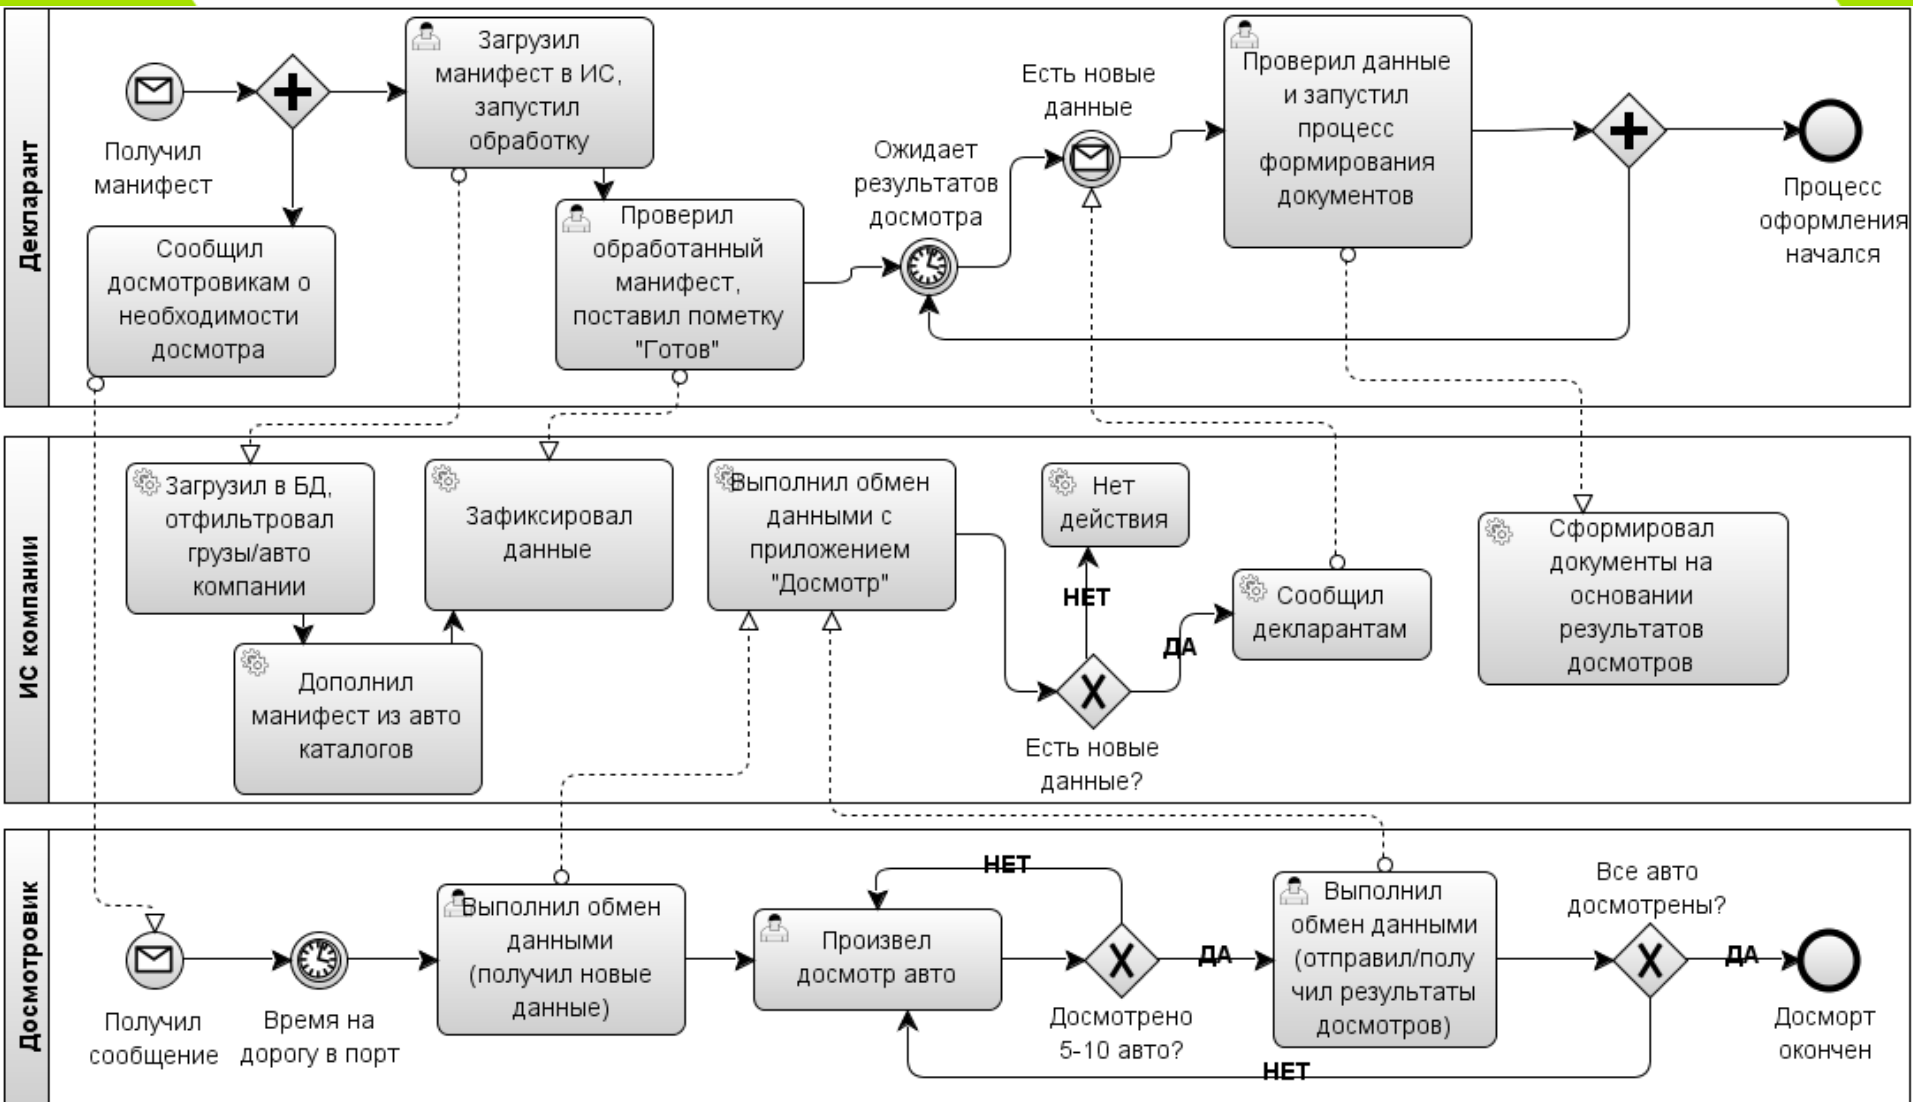 Декларант
Получил
манифест
Загрузил
манифест в ИС,
запустил
обработку
Сообщил
досмотровикам о
необходимости
досмотра
Проверил
обработанный
манифест,
поставил пометку
"Готов"
Ожидает
результатов
досмотра
Есть новые
данные
Проверил данные
и запустил
процесс
формирования
документов
Процесс
оформления
начался
ИС компании
Загрузил в БД,
отфильтровал
грузы/авто
компании
Дополнил
манифест из авто
каталогов
Зафиксировал
данные
Выполнил обмен
данными с
приложением
"Досмотр"
Нет
действия
НЕТ
X
Есть новые
данные?
ДА
Сообщил
декларантам
Сформировал
документы на
основании
результатов
досмотров
Досмотровик
Получил
сообщение
Время на
дорогу в порт
Выполнил обмен
данными
(получил новые
данные)
Произвел
досмотр авто
НЕТ
X
Досмотрено
5-10 авто?
ДА
Выполнил
обмен данными
(отправил/полу
чил результаты
досмотров)
Все авто
досмотрены?
X
НЕТ
ДА
Досморт
окончен